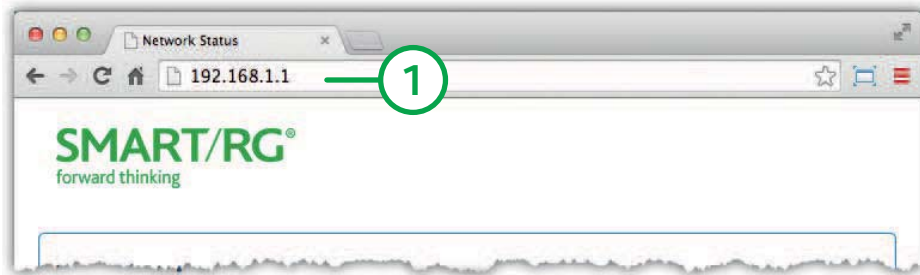 Network Status
192.168.1.1
1
SMART/RG®
forward thinking